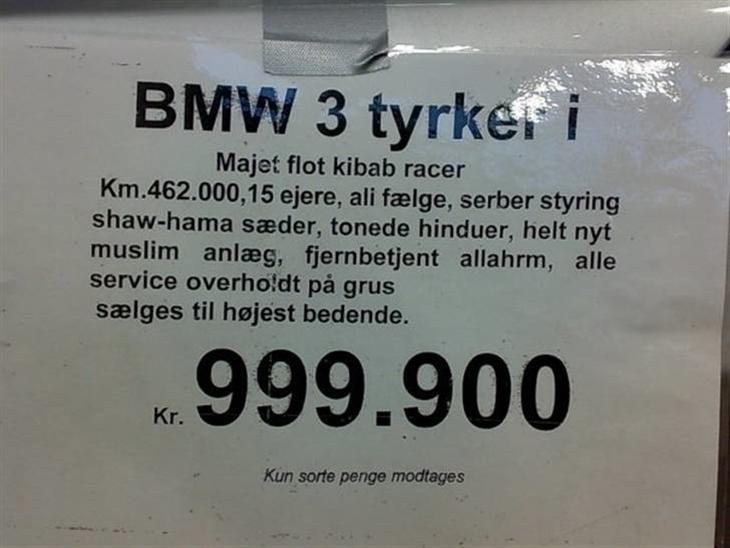 BMW 3 tyrker i
Majet flot kibab racer
Km.462.000,15 ejere, ali fælge, serber styring
shaw-hama sæder, tonede hinduer, helt nyt
muslim anlæg, fjernbetjent allahrm, alle
service overholdt på grus
sælges til højest bedende.
Kr. 999.900
Kun sorte penge modtages